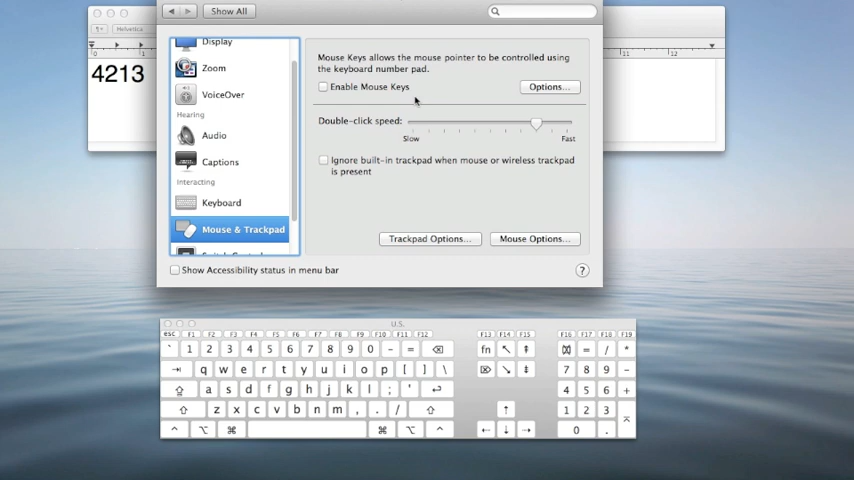 Show All
Helvetica
0
11
12
4213
Display
Zoom
VoiceOver
Hearing
Audio
Captions
Interacting
Keyboard
Mouse & Trackpad
Mouse Keys allows the mouse pointer to be controlled using
the keyboard number pad.
Enable Mouse Keys
Options...
Double-click speed:
Slow
Fast
Ignore built-in trackpad when mouse or wireless trackpad
is present
Trackpad Options...
Mouse Options...
Show Accessibility status in menu bar
?
U.S.
esc F1 F2 F3 F4 F5 F6 F7 F8 F9 F10 F11 F12 F13 F14 F15 F16 F17 F18 F19
` 1 2 3 4 5 6 7 8 9 0 - = fn = / *
q w e r t y u i o p [ ] \ 7 8 9 -
a s d f g h j k l ; ' 4 5 6 +
z x c v b n m , . / 1 2 3
0 .